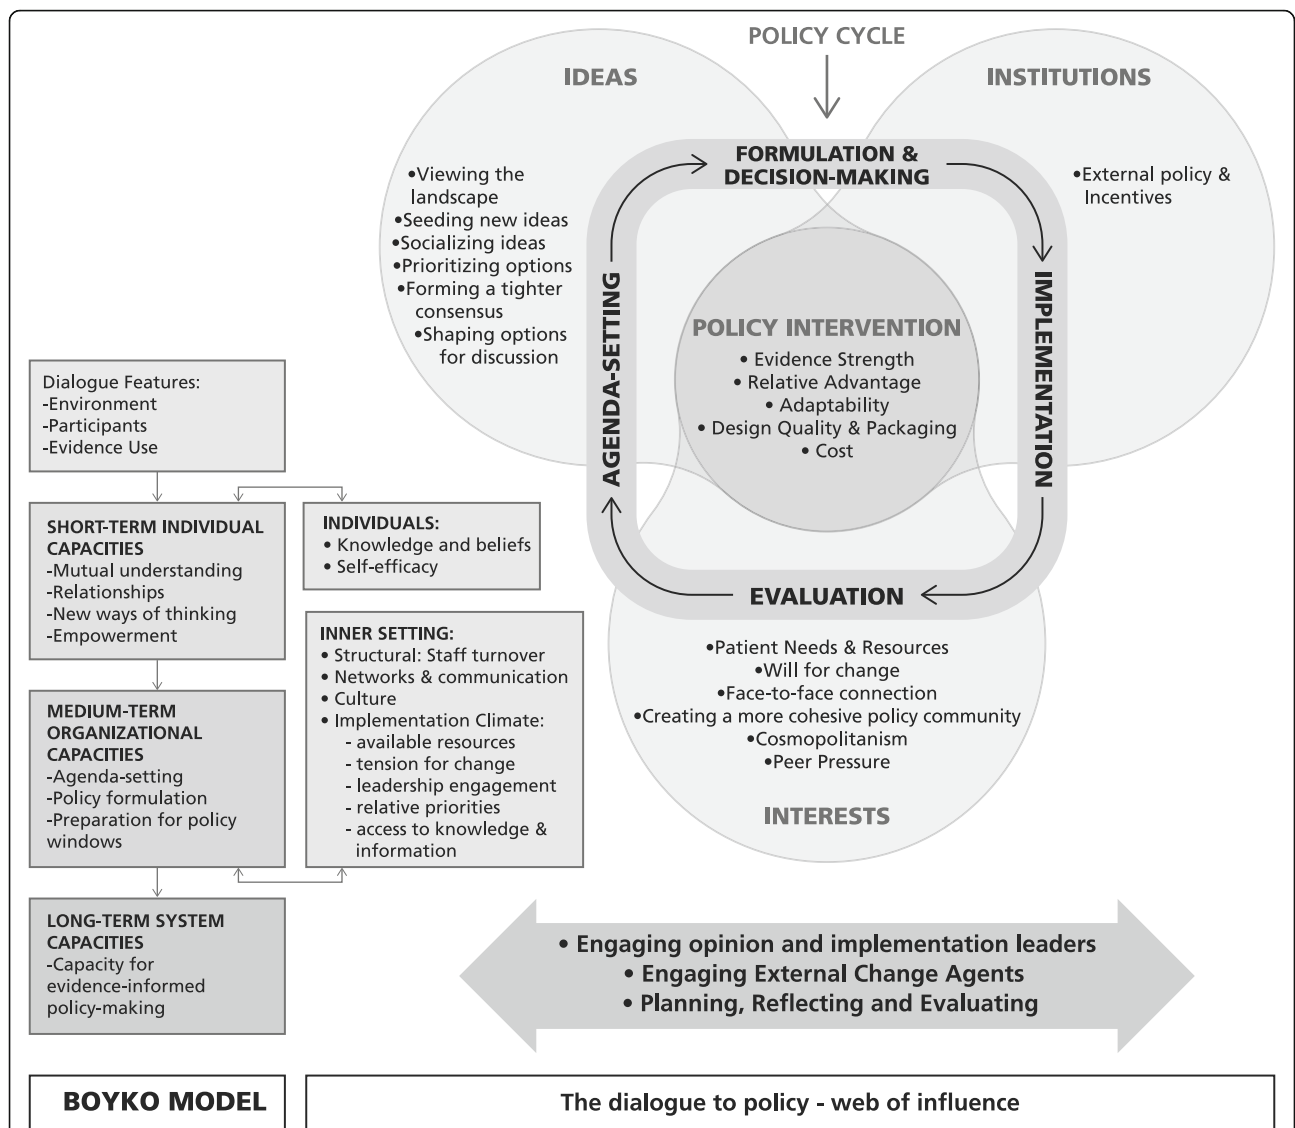 POLICY CYCLE
IDEAS
INSTITUTIONS
FORMULATION &
DECISION-MAKING
•Viewing the
landscape
•Seeding new ideas
•Socializing ideas
•Prioritizing options
•Forming a tighter
consensus
•Shaping options
for discussion
•External policy &
Incentives
AGENDA-SETTING
IMPLEMENTATION
POLICY INTERVENTION
• Evidence Strength
• Relative Advantage
• Adaptability
• Design Quality & Packaging
• Cost
EVALUATION
•Patient Needs & Resources
•Will for change
•Face-to-face connection
•Creating a more cohesive policy community
•Cosmopolitanism
•Peer Pressure
INTERESTS
Dialogue Features:
-Environment
-Participants
-Evidence Use
SHORT-TERM INDIVIDUAL
CAPACITIES
-Mutual understanding
-Relationships
-New ways of thinking
-Empowerment
INDIVIDUALS:
• Knowledge and beliefs
• Self-efficacy
MEDIUM-TERM
ORGANIZATIONAL
CAPACITIES
-Agenda-setting
-Policy formulation
-Preparation for policy
windows
INNER SETTING:
• Structural: Staff turnover
• Networks & communication
• Culture
• Implementation Climate:
- available resources
- tension for change
- leadership engagement
- relative priorities
- access to knowledge &
information
LONG-TERM SYSTEM
CAPACITIES
-Capacity for
evidence-informed
policy-making
• Engaging opinion and implementation leaders
• Engaging External Change Agents
• Planning, Reflecting and Evaluating
BOYKO MODEL
The dialogue to policy - web of influence